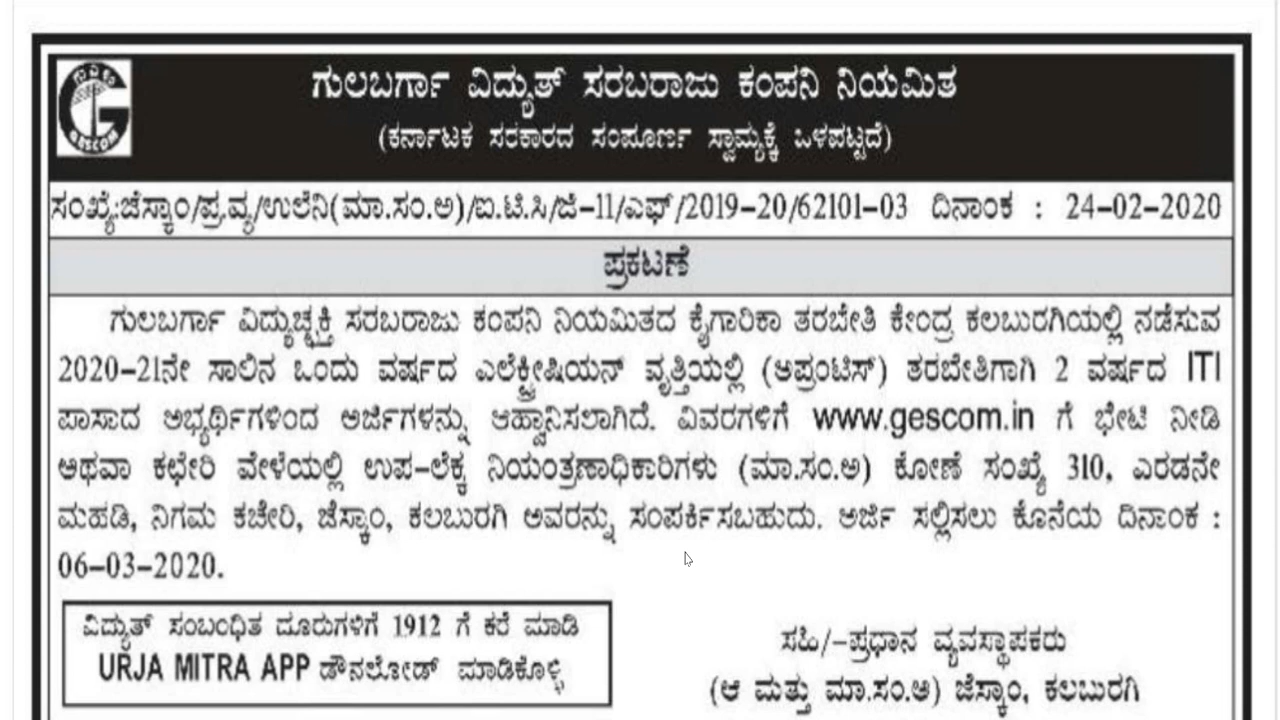 ಗುಲಬರ್ಗಾ ವಿದ್ಯುತ್ ಸರಬರಾಜು ಕಂಪನಿ ನಿಯಮಿತ
(ಕರ್ನಾಟಕ ಸರಕಾರದ ಸಂಪೂರ್ಣ ಸ್ವಾಮ್ಯಕ್ಕೆ ಒಳಪಟ್ಟದೆ)
GESCOM
ಸಂಖ್ಯೆ:ಜೆಸ್ಕಾಂ/ಪ್ರ.ವ್ಯ/ಉಲೆನಿ(ಮಾ.ಸಂ.ಅ)/ಐ.ಟಿ.ಸಿ/ಜಿ-11/ಎಫ್/2019-20/62101-03 ದಿನಾಂಕ : 24-02-2020
ಪ್ರಕಟಣೆ
ಗುಲಬರ್ಗಾ ವಿದ್ಯುಚ್ಛಕ್ತಿ ಸರಬರಾಜು ಕಂಪನಿ ನಿಯಮಿತದ ಕೈಗಾರಿಕಾ ತರಬೇತಿ ಕೇಂದ್ರ ಕಲಬುರಗಿಯಲ್ಲಿ ನಡೆಸುವ
2020-21ನೇ ಸಾಲಿನ ಒಂದು ವರ್ಷದ ಎಲೆಕ್ಟ್ರೀಷಿಯನ್ ವೃತ್ತಿಯಲ್ಲಿ (ಅಪ್ರಂಟಿಸ್) ತರಬೇತಿಗಾಗಿ 2 ವರ್ಷದ ITI
ಪಾಸಾದ ಅಭ್ಯರ್ಥಿಗಳಿಂದ ಅರ್ಜಿಗಳನ್ನು ಆಹ್ವಾನಿಸಲಾಗಿದೆ. ವಿವರಗಳಿಗೆ www.gescom.in ಗೆ ಭೇಟಿ ನೀಡಿ
ಅಥವಾ ಕಛೇರಿ ವೇಳೆಯಲ್ಲಿ ಉಪ-ಲೆಕ್ಕ ನಿಯಂತ್ರಣಾಧಿಕಾರಿಗಳು (ಮಾ.ಸಂ.ಅ) ಕೋಣೆ ಸಂಖ್ಯೆ 310, ಎರಡನೇ
ಮಹಡಿ, ನಿಗಮ ಕಚೇರಿ, ಜೆಸ್ಕಾಂ, ಕಲಬುರಗಿ ಅವರನ್ನು ಸಂಪರ್ಕಿಸಬಹುದು. ಅರ್ಜಿ ಸಲ್ಲಿಸಲು ಕೊನೆಯ ದಿನಾಂಕ :
06-03-2020.
ವಿದ್ಯುತ್ ಸಂಬಂಧಿತ ದೂರುಗಳಿಗೆ 1912 ಗೆ ಕರೆ ಮಾಡಿ
URJA MITRA APP ಡೌನಲೋಡ್ ಮಾಡಿಕೊಳ್ಳಿ
ಸಹಿ/-ಪ್ರಧಾನ ವ್ಯವಸ್ಥಾಪಕರು
(ಆ ಮತ್ತು ಮಾ.ಸಂ.ಅ) ಜೆಸ್ಕಾಂ, ಕಲಬುರಗಿ